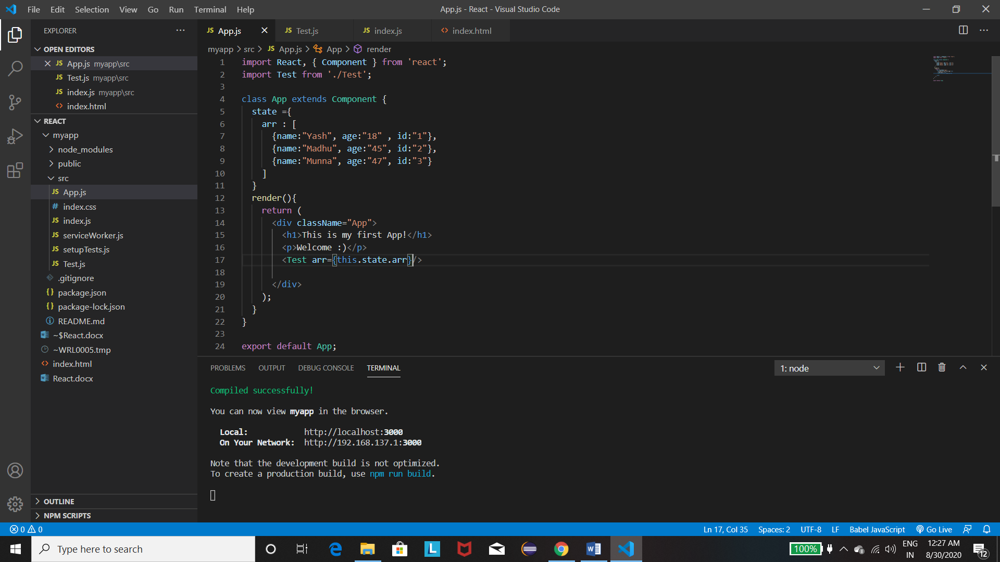 File Edit Selection View Go Run Terminal Help
App.js - React - Visual Studio Code
EXPLORER
OPEN EDITORS
JS App.js myapp\src
JS Test.js myapp\src
JS index.js myapp\src
<> index.html
REACT
myapp
node_modules
public
src
JS App.js
# index.css
JS index.js
JS serviceWorker.js
JS setupTests.js
JS Test.js
.gitignore
{} package.json
{} package-lock.json
README.md
~$React.docx
~WRL0005.tmp
<> index.html
React.docx
OUTLINE
NPM SCRIPTS
JS App.js JS Test.js JS index.js <> index.html
myapp > src > JS App.js > App > render
1 import React, { Component } from 'react';
2 import Test from './Test';
3
4 class App extends Component {
5 state ={
6 arr : [
7 {name:"Yash", age:"18" , id:"1"},
8 {name:"Madhu", age:"45", id:"2"},
9 {name:"Munna", age:"47", id:"3"}
10 ]
11 }
12 render(){
13 return (
14 <div className="App">
15 <h1>This is my first App!</h1>
16 <p>Welcome :)</p>
17 <Test arr={this.state.arr}/>
18
19 </div>
20 );
21 }
22 }
23
24 export default App;
PROBLEMS OUTPUT DEBUG CONSOLE TERMINAL
1: node
Compiled successfully!
You can now view myapp in the browser.
Local: http://localhost:3000
On Your Network: http://192.168.137.1:3000
Note that the development build is not optimized.
To create a production build, use npm run build.
0 0
Ln 17, Col 35 Spaces: 2 UTF-8 LF Babel JavaScript Go Live
Type here to search
L
100%
ENG
IN
12:27 AM
8/30/2020
12